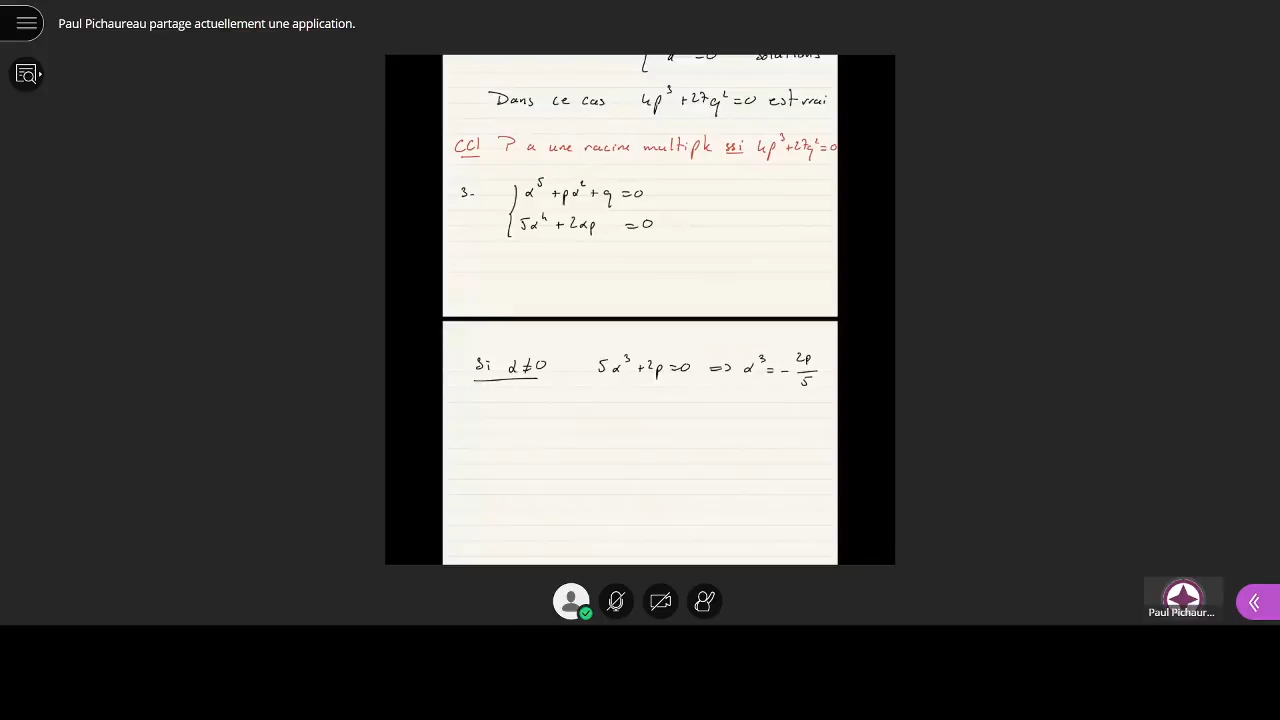 Paul Pichaureau partage actuellement une application.
α =0 solutions
Dans ce cas 4p³ + 27q² = 0 est vrai
CCl P a une racine multiple ssi 4p³ + 27q² = 0
3- α⁵ + pα² + q = 0
5α⁴ + 2αp = 0
Si α ≠ 0 5α³ + 2p = 0 => α³ = - 2p/5
Paul Pichaur...